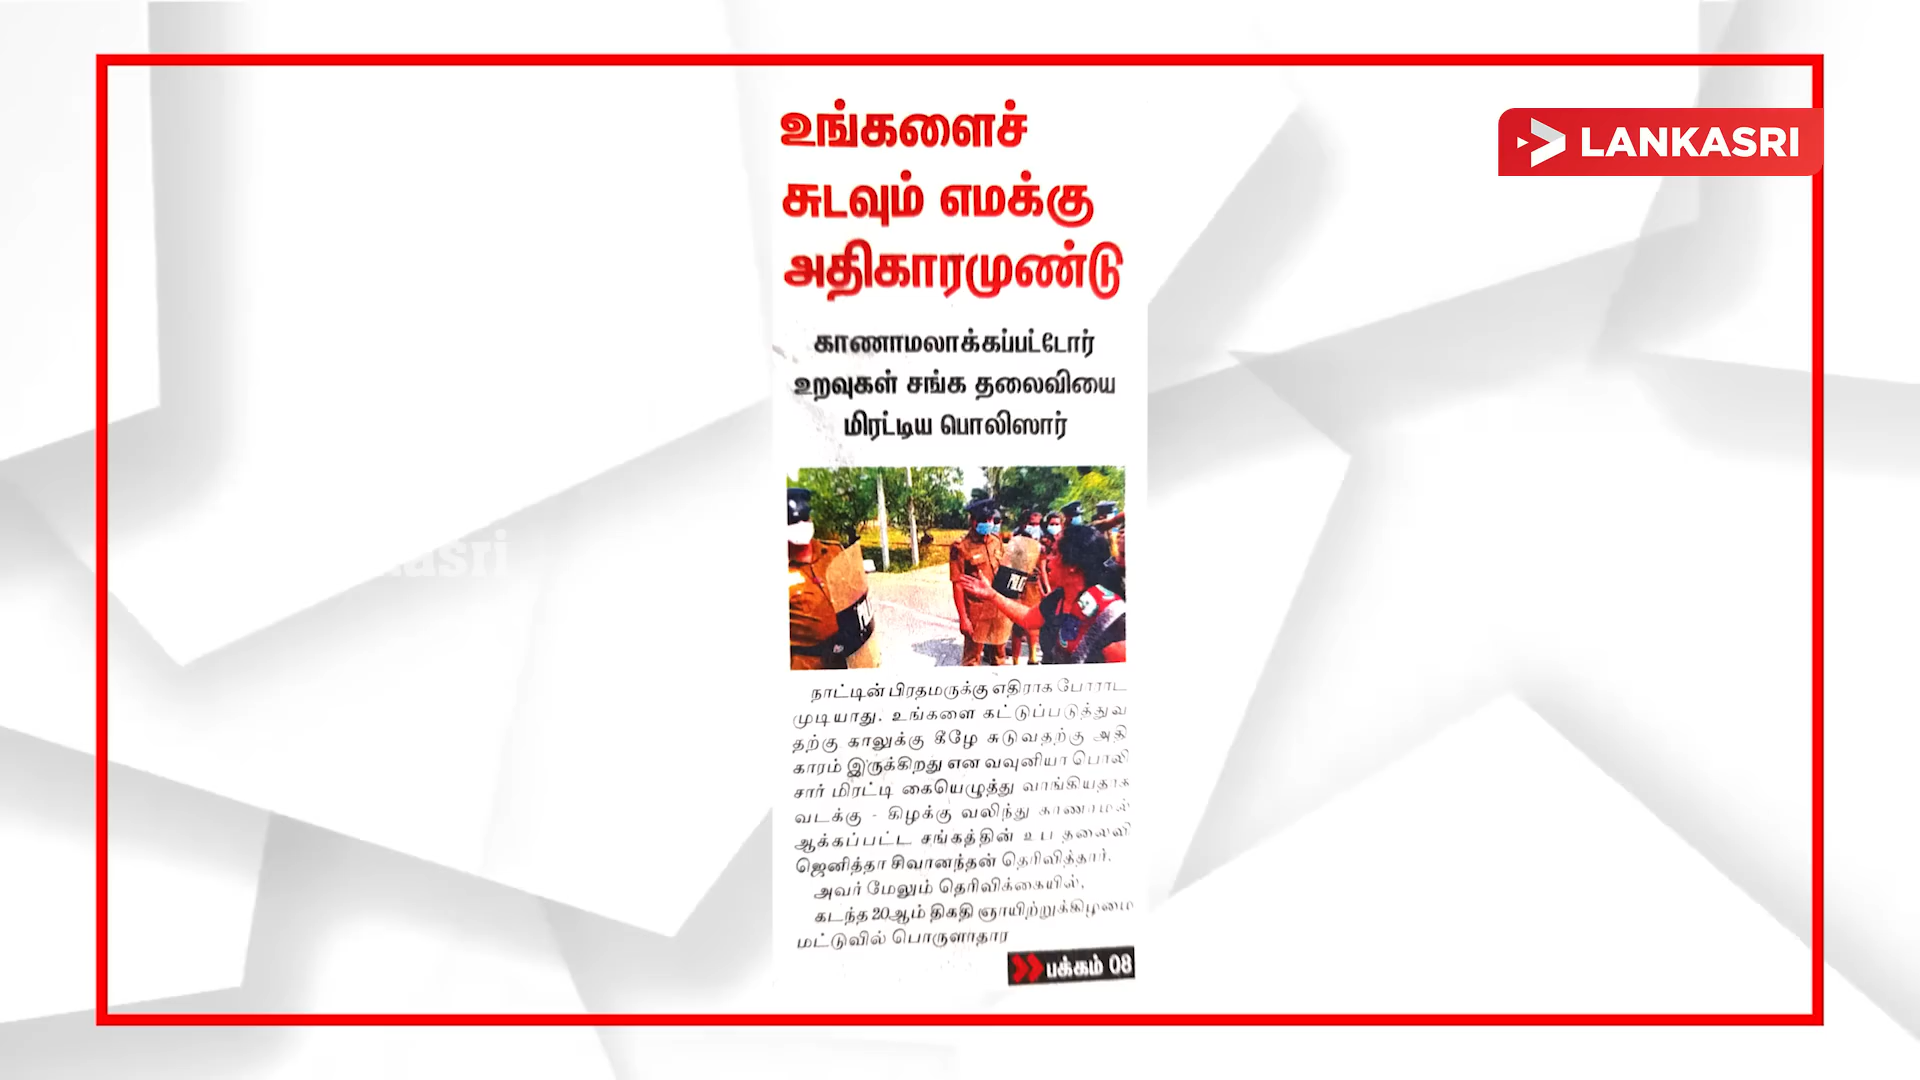 LANKASRI
உங்களைச்
சுடவும் எமக்கு
அதிகாரமுண்டு
காணாமலாக்கப்பட்டோர்
உறவுகள் சங்க தலைவியை
மிரட்டிய பொலிஸார்
நாட்டின் பிரதமருக்கு எதிராக போராட
முடியாது. உங்களை கட்டுப்படுத்துவ
தற்கு காலுக்கு கீழே சுடுவதற்கு அதி
காரம் இருக்கிறது என வவுனியா பொலி
சார் மிரட்டி கையெழுத்து வாங்கியதாக
வடக்கு - கிழக்கு வலிந்து காணாமல்
ஆக்கப்பட்ட சங்கத்தின் உப தலைவி
ஜெனித்தா சிவானந்தன் தெரிவித்தார்.
அவர் மேலும் தெரிவிக்கையில்,
கடந்த 20ஆம் திகதி ஞாயிற்றுக்கிழமை
மட்டுவில் பொருளாதார
பக்கம் 08